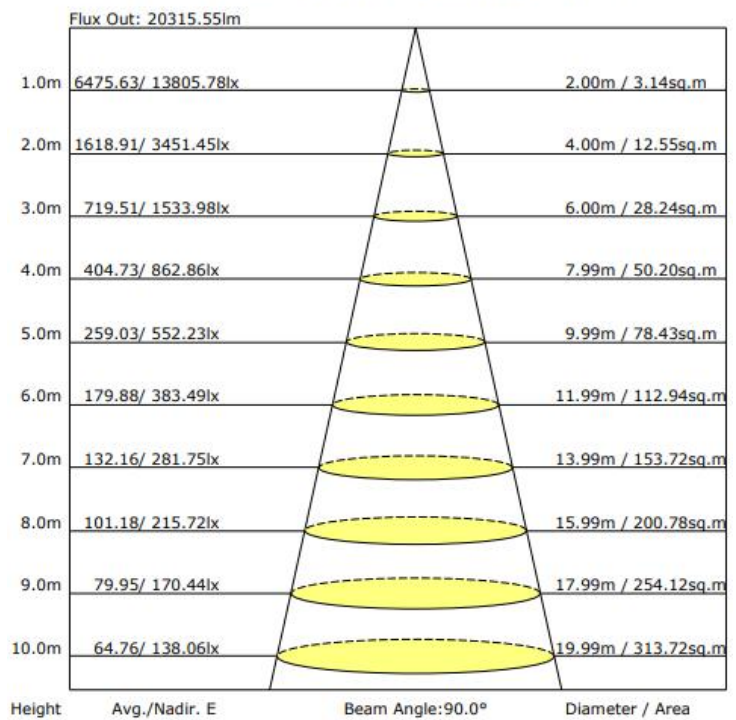 Flux Out: 20315.55lm
1.0m 6475.63/ 13805.78lx 2.00m / 3.14sq.m
2.0m 1618.91/ 3451.45lx 4.00m / 12.55sq.m
3.0m 719.51/ 1533.98lx 6.00m / 28.24sq.m
4.0m 404.73/ 862.86lx 7.99m / 50.20sq.m
5.0m 259.03/ 552.23lx 9.99m / 78.43sq.m
6.0m 179.88/ 383.49lx 11.99m / 112.94sq.m
7.0m 132.16/ 281.75lx 13.99m / 153.72sq.m
8.0m 101.18/ 215.72lx 15.99m / 200.78sq.m
9.0m 79.95/ 170.44lx 17.99m / 254.12sq.m
10.0m 64.76/ 138.06lx 19.99m / 313.72sq.m
Height Avg./Nadir. E Beam Angle:90.0° Diameter / Area